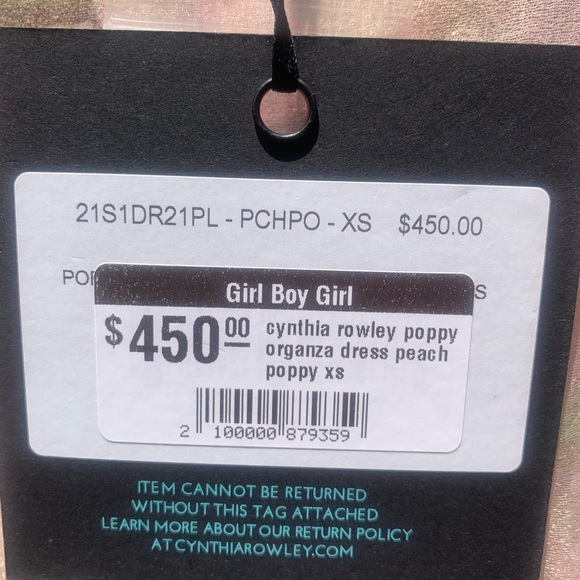 21S1DR21PL - PCHPO - XS $450.00
Girl Boy Girl
$450.00 cynthia rowley poppy
organza dress peach
poppy xs
2 100000 879359
ITEM CANNOT BE RETURNED
WITHOUT THIS TAG ATTACHED
LEARN MORE ABOUT OUR RETURN POLICY
AT CYNTHIAROWLEY.COM